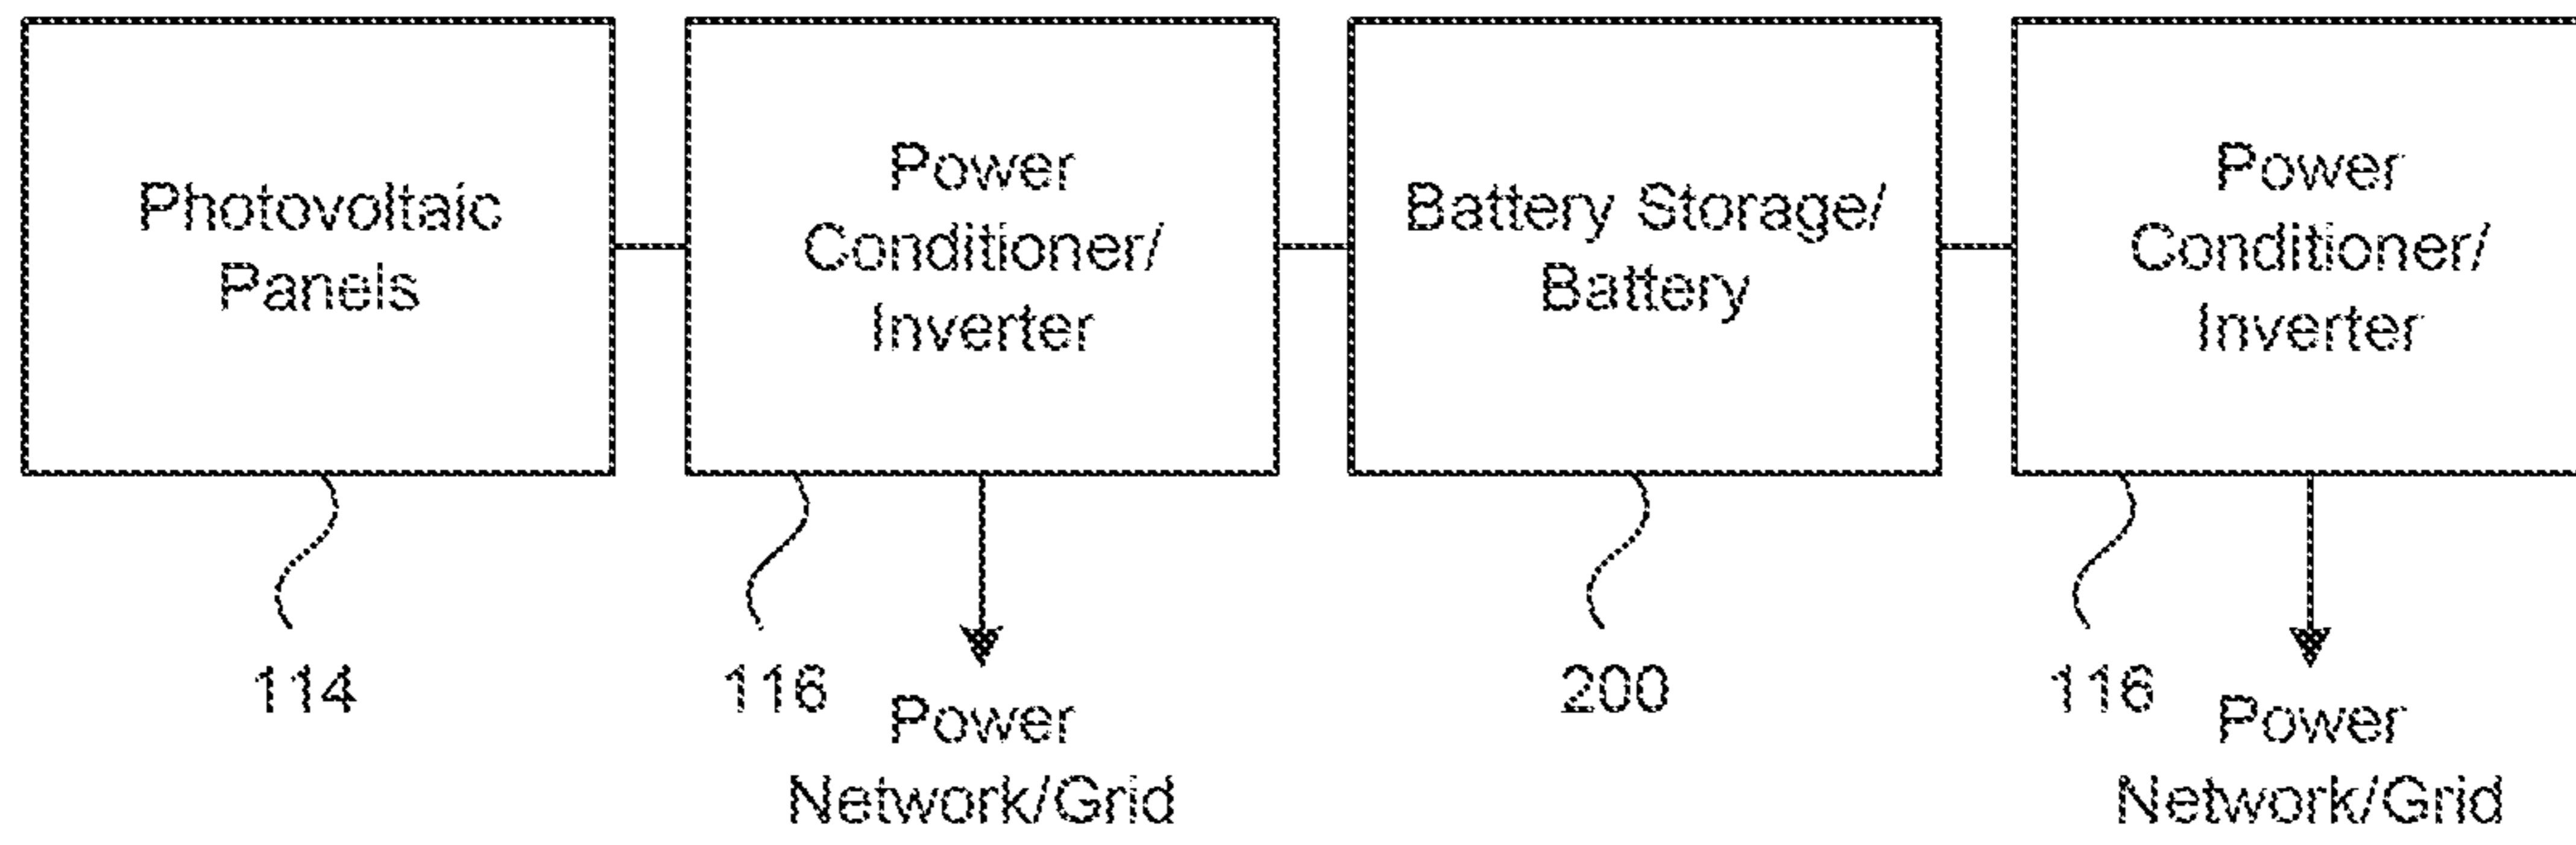 Photovoltaic
Panels
Power
Conditioner/
Inverter
Battery Storage/
Battery
Power
Conditioner/
Inverter
114
116
Power
Network/Grid
200
116
Power
Network/Grid